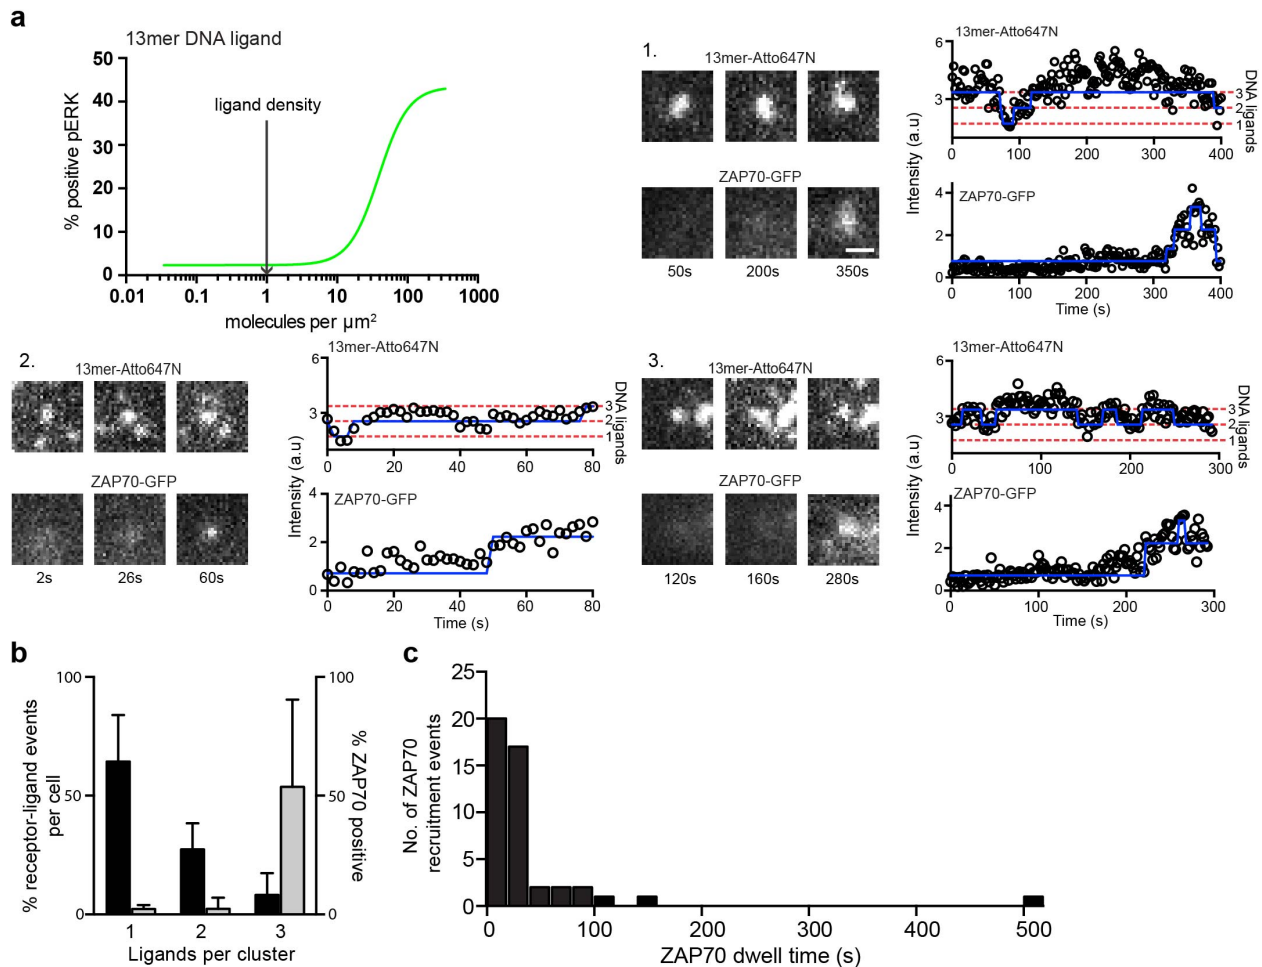 a
13mer DNA ligand
% positive pERK
50
40
30
20
10
0
ligand density
0.01
0.1
1
10
100
1000
molecules per µm²
1.
13mer-Atto647N
ZAP70-GFP
50s
200s
350s
13mer-Atto647N
6
3
3
2
1
DNA ligands
0
100
200
300
400
Intensity (a.u)
ZAP70-GFP
4
2
0
0
100
200
300
400
Time (s)
2.
13mer-Atto647N
ZAP70-GFP
2s
26s
60s
13mer-Atto647N
6
3
3
2
1
DNA ligands
0
20
40
60
80
Intensity (a.u)
ZAP70-GFP
4
2
0
0
20
40
60
80
Time (s)
3.
13mer-Atto647N
ZAP70-GFP
120s
160s
280s
13mer-Atto647N
6
3
3
2
1
DNA ligands
0
100
200
300
Intensity (a.u)
ZAP70-GFP
4
2
0
0
100
200
300
Time (s)
b
% receptor-ligand events
per cell
100
50
0
100
50
0
% ZAP70 positive
1
2
3
Ligands per cluster
c
No. of ZAP70
recruitment events
25
20
15
10
5
0
0
100
200
300
400
500
ZAP70 dwell time (s)